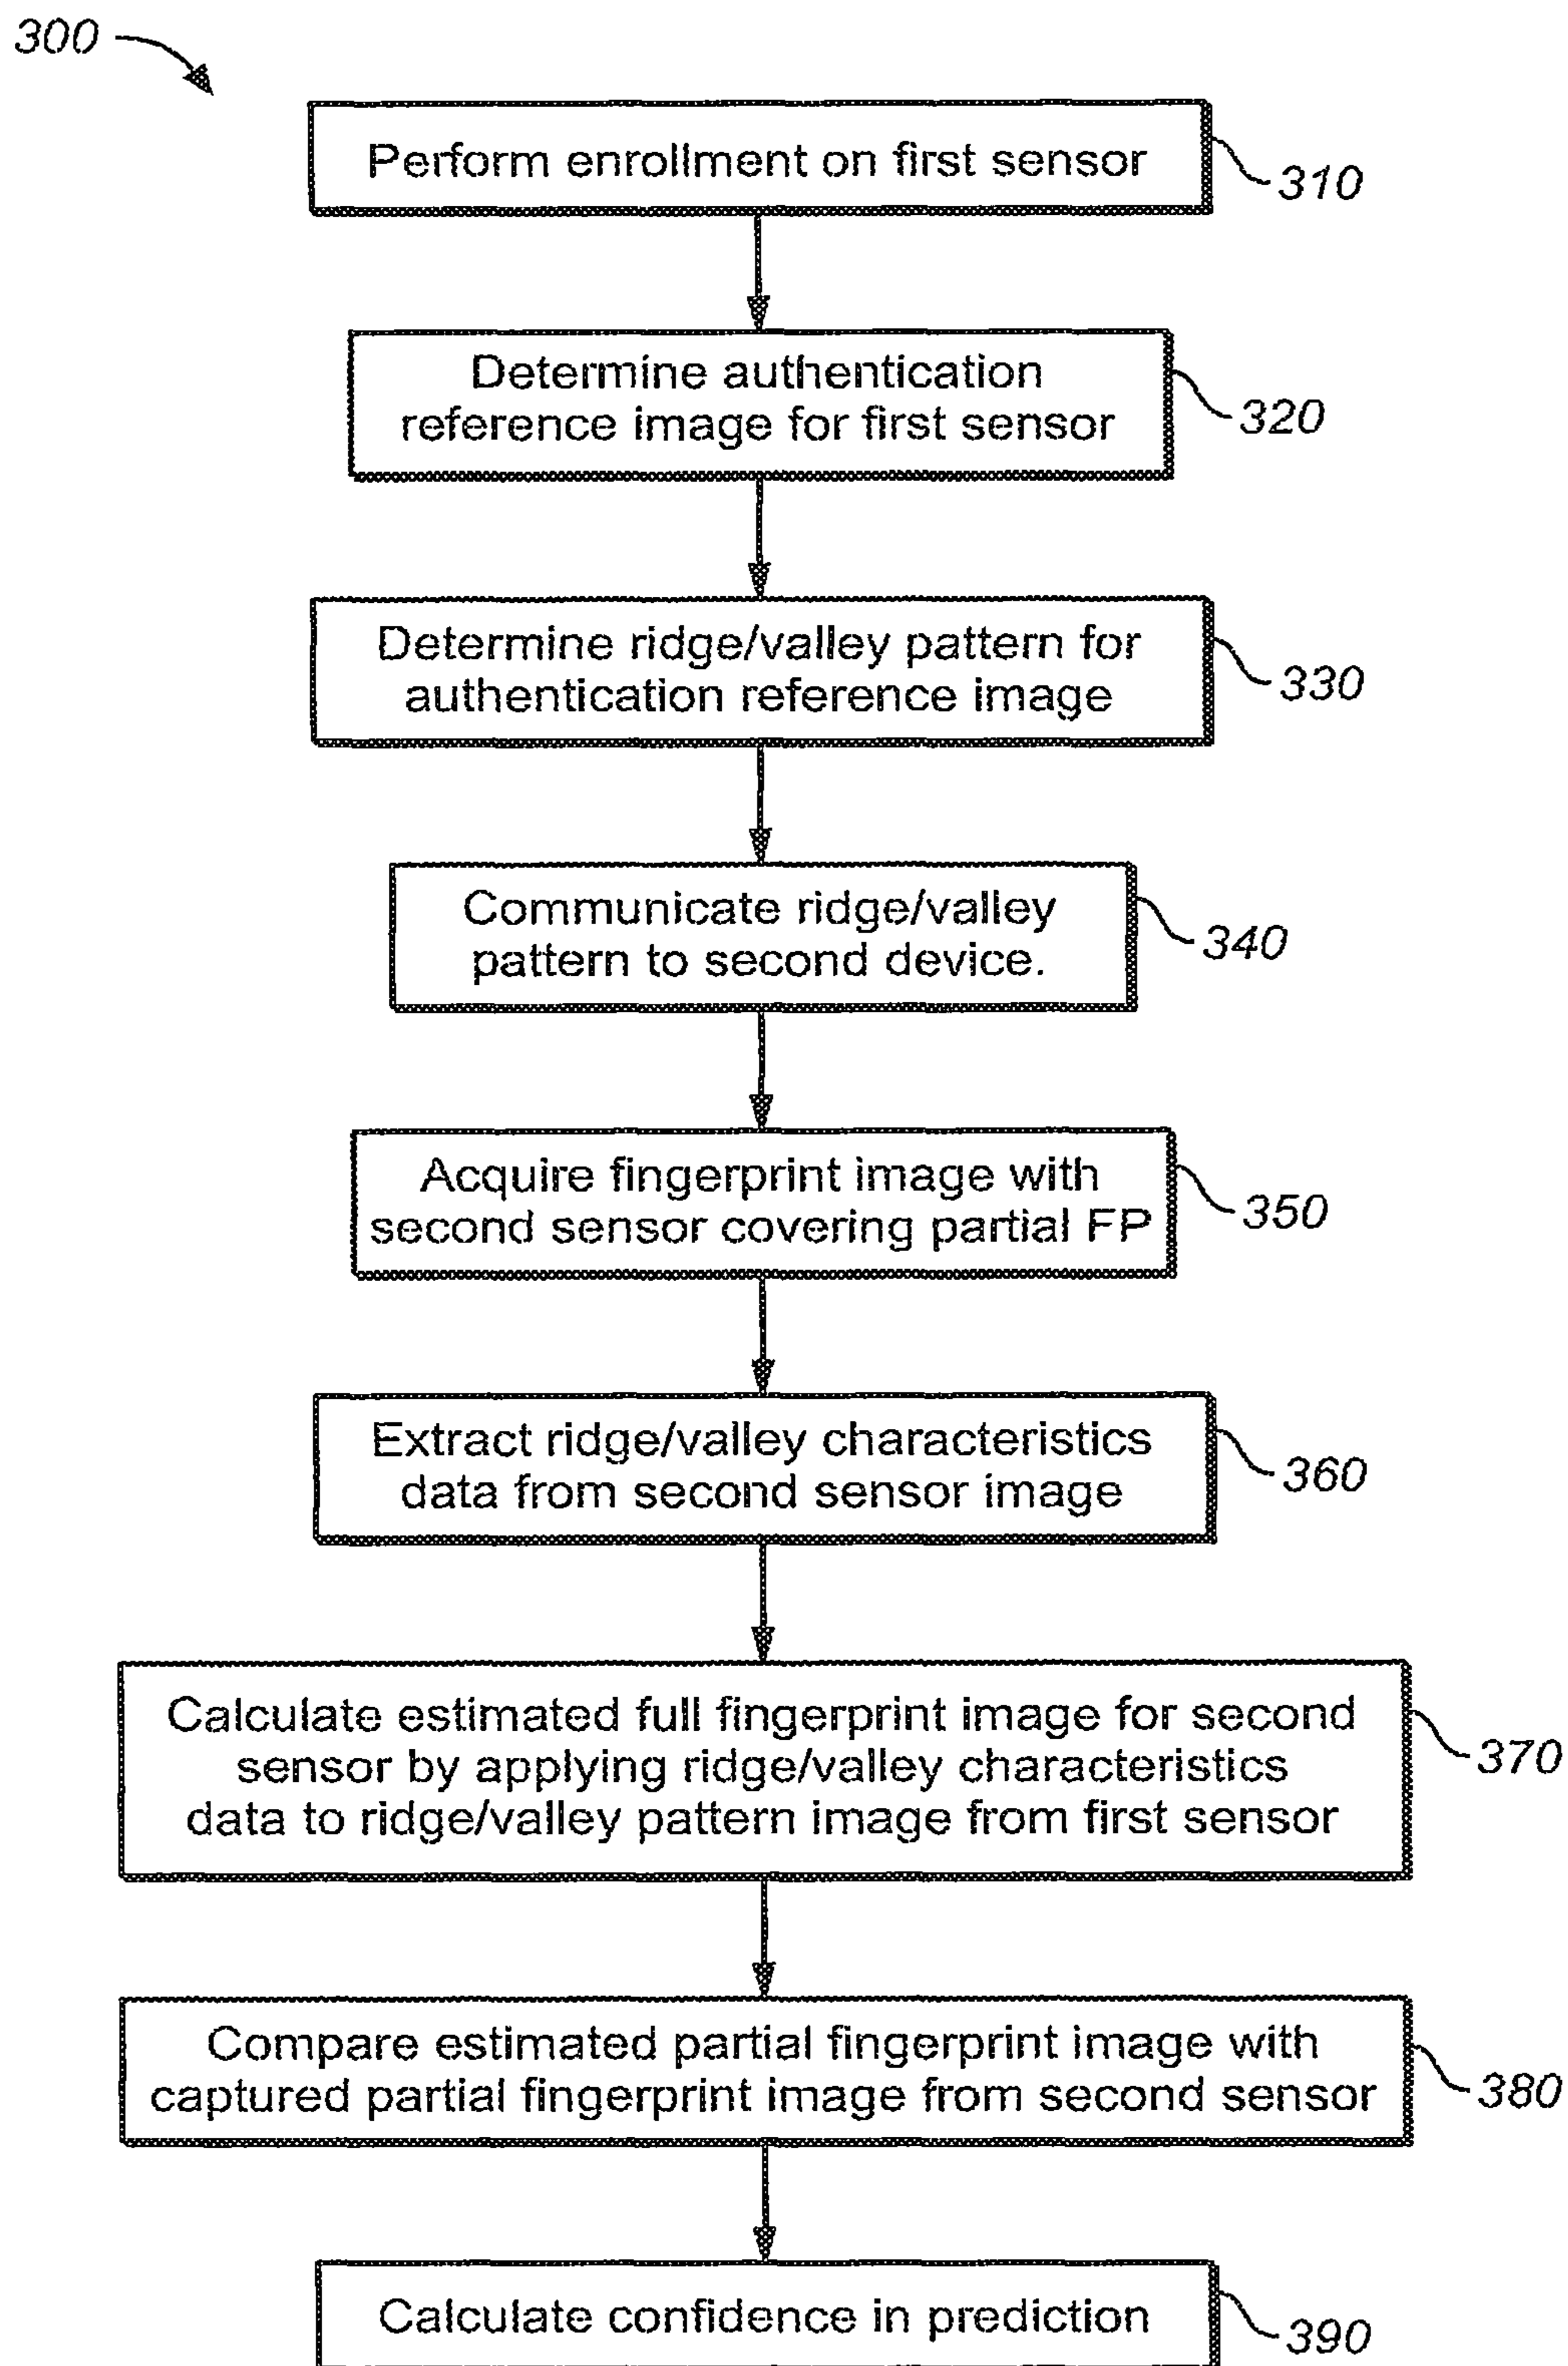 300
Perform enrollment on first sensor
310
Determine authentication
reference image for first sensor
320
Determine ridge/valley pattern for
authentication reference image
330
Communicate ridge/valley
pattern to second device.
340
Acquire fingerprint image with
second sensor covering partial FP
350
Extract ridge/valley characteristics
data from second sensor image
360
Calculate estimated full fingerprint image for second
sensor by applying ridge/valley characteristics
data to ridge/valley pattern image from first sensor
370
Compare estimated partial fingerprint image with
captured partial fingerprint image from second sensor
380
Calculate confidence in prediction
390